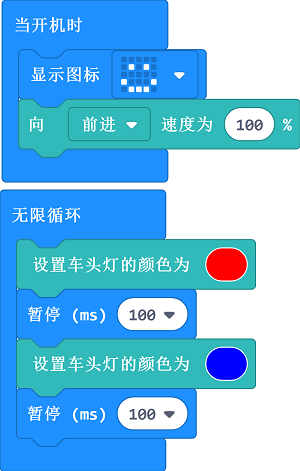 当开机时
显示图标
向 前进 速度为 100 %
无限循环
设置车头灯的颜色为
暂停 (ms) 100
设置车头灯的颜色为
暂停 (ms) 100